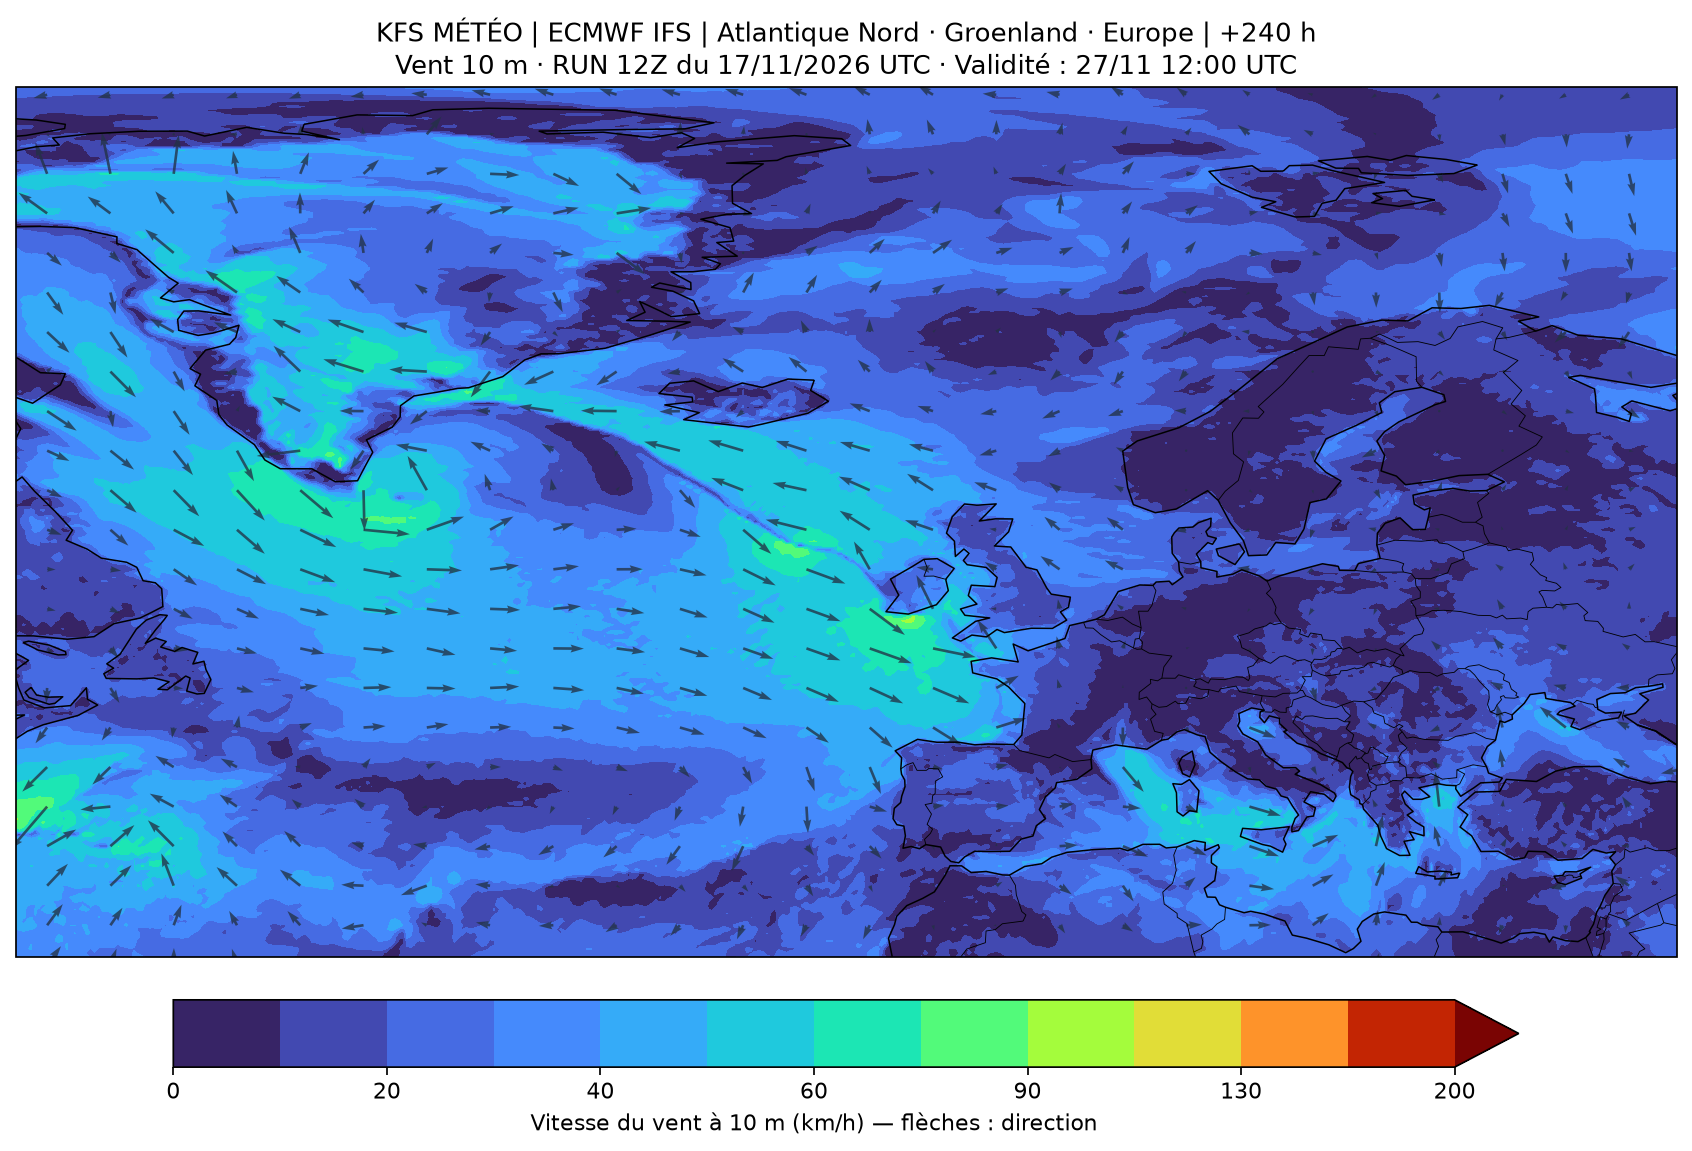 KFS MÉTÉO | ECMWF IFS | Atlantique Nord · Groenland · Europe | +240 h
Vent 10 m · RUN 12Z du 17/11/2026 UTC · Validité : 27/11 12:00 UTC
0 20 40 60 90 130 200
Vitesse du vent à 10 m (km/h) — flèches : direction